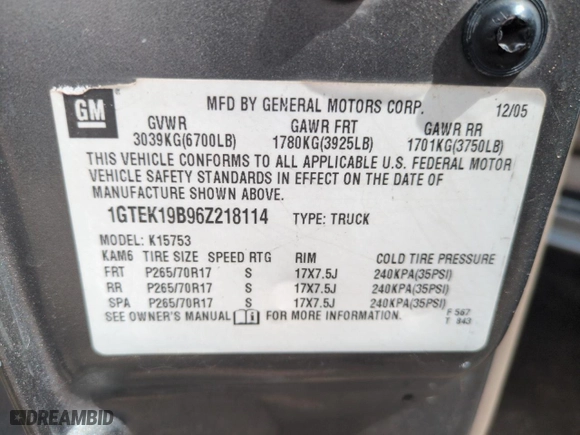 GM
MFD BY GENERAL MOTORS CORP. 12/05
GVWR GAWR FRT GAWR RR
3039KG(6700LB) 1780KG(3925LB) 1701KG(3750LB)
THIS VEHICLE CONFORMS TO ALL APPLICABLE U.S. FEDERAL MOTOR
VEHICLE SAFETY STANDARDS IN EFFECT ON THE DATE OF
MANUFACTURE SHOWN ABOVE.
1GTEK19B96Z218114 TYPE: TRUCK
MODEL: K15753
KAM6 TIRE SIZE SPEED RTG RIM COLD TIRE PRESSURE
FRT P265/70R17 S 17X7.5J 240KPA(35PSI)
RR P265/70R17 S 17X7.5J 240KPA(35PSI)
SPA P265/70R17 S 17X7.5J 240KPA(35PSI)
SEE OWNER'S MANUAL FOR MORE INFORMATION.
F 567
T 843
DREAMBID